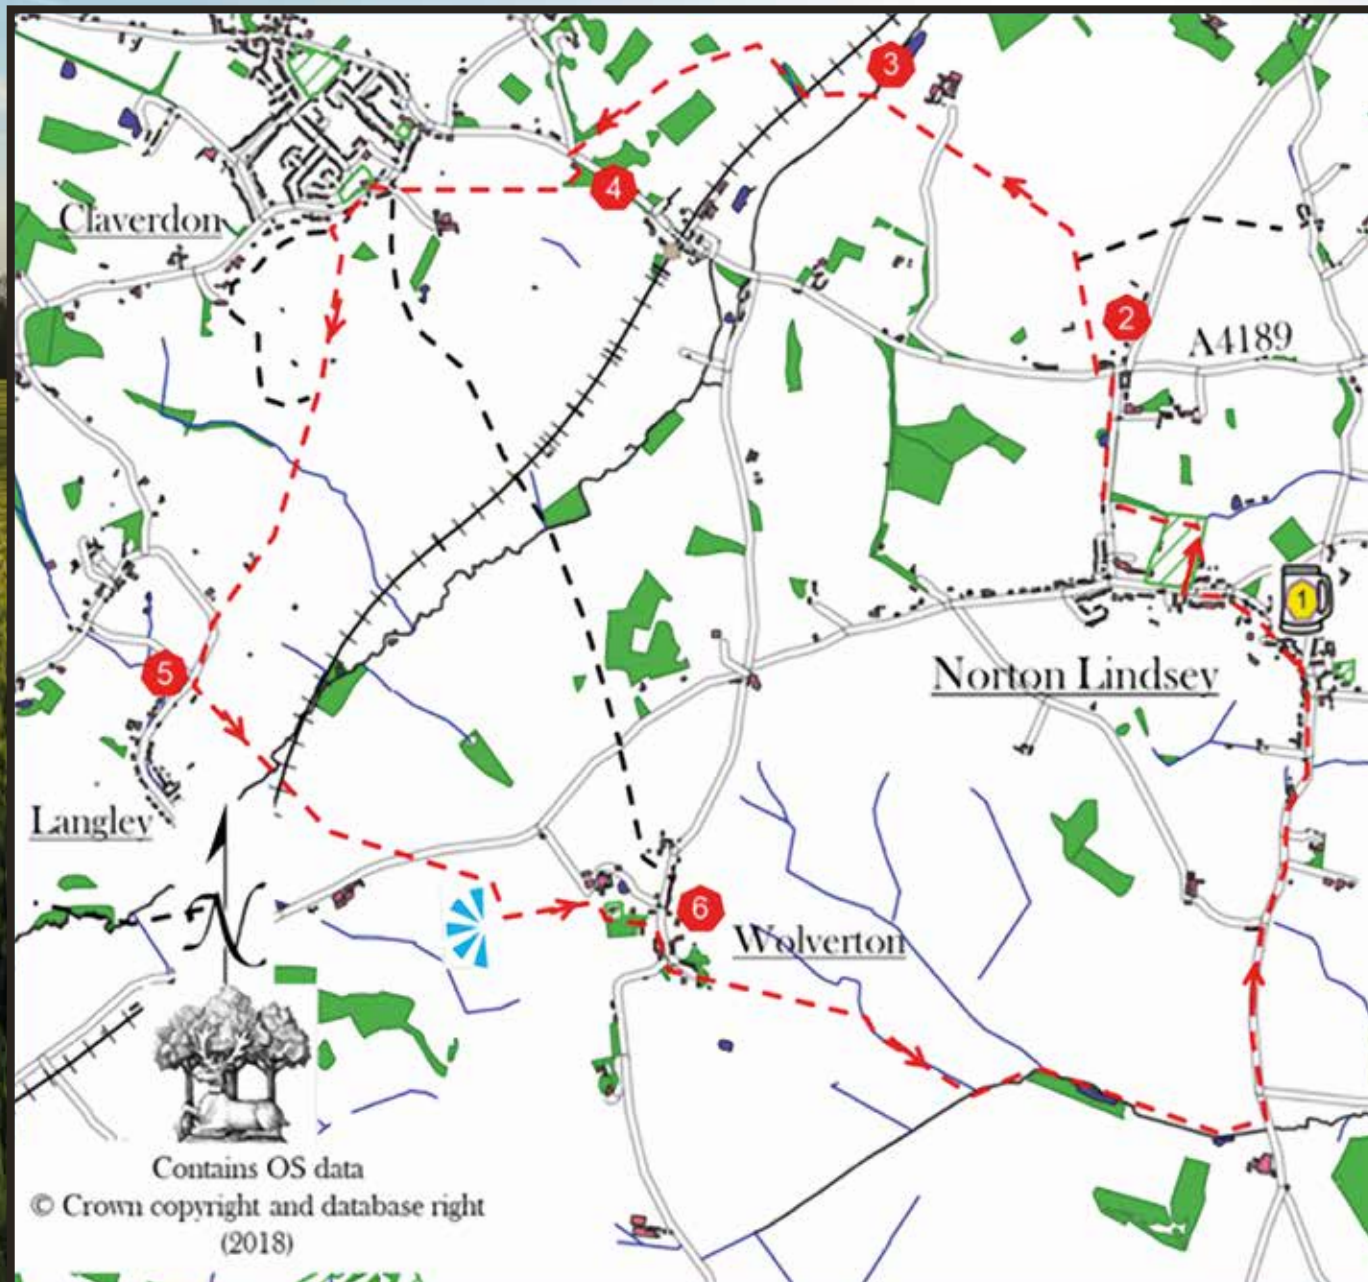 3
4
Claverdon
2
A4189
1
5
Norton Lindsey
Langley
N
6
Wolverton
Contains OS data
© Crown copyright and database right
(2018)